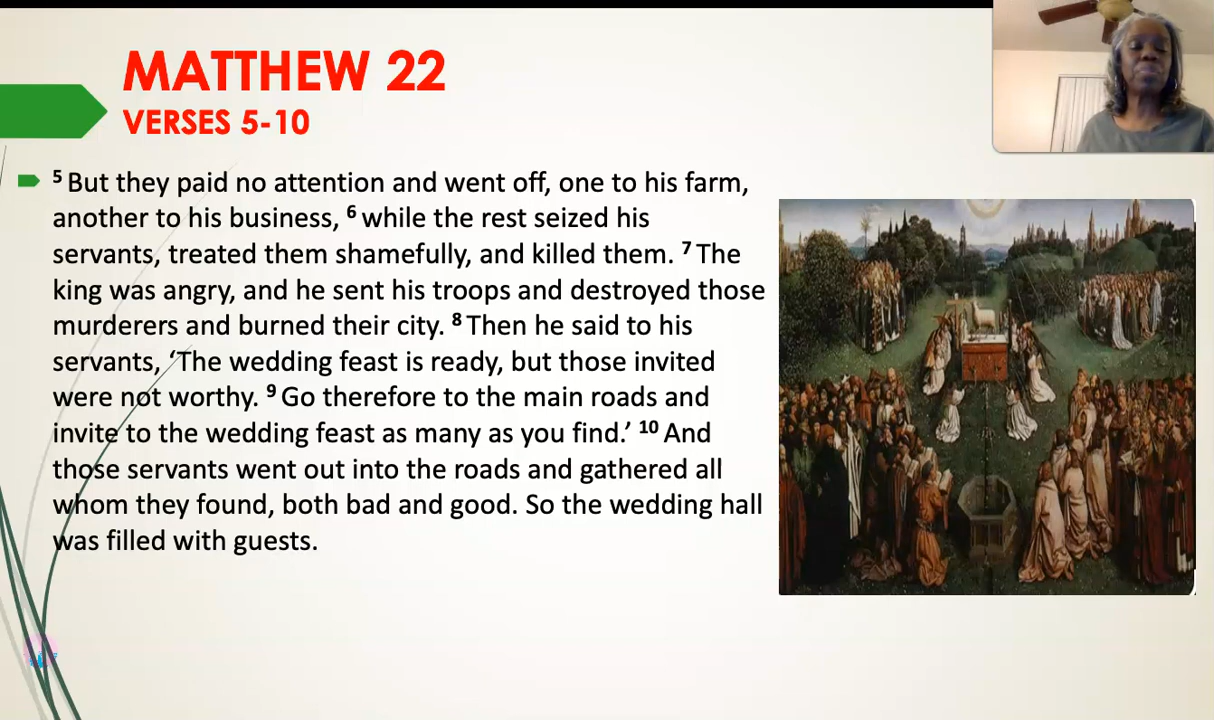 MATTHEW 22
VERSES 5-10
⁵ But they paid no attention and went off, one to his farm,
another to his business, ⁶ while the rest seized his
servants, treated them shamefully, and killed them. ⁷ The
king was angry, and he sent his troops and destroyed those
murderers and burned their city. ⁸ Then he said to his
servants, ‘The wedding feast is ready, but those invited
were not worthy. ⁹ Go therefore to the main roads and
invite to the wedding feast as many as you find.’ ¹⁰ And
those servants went out into the roads and gathered all
whom they found, both bad and good. So the wedding hall
was filled with guests.